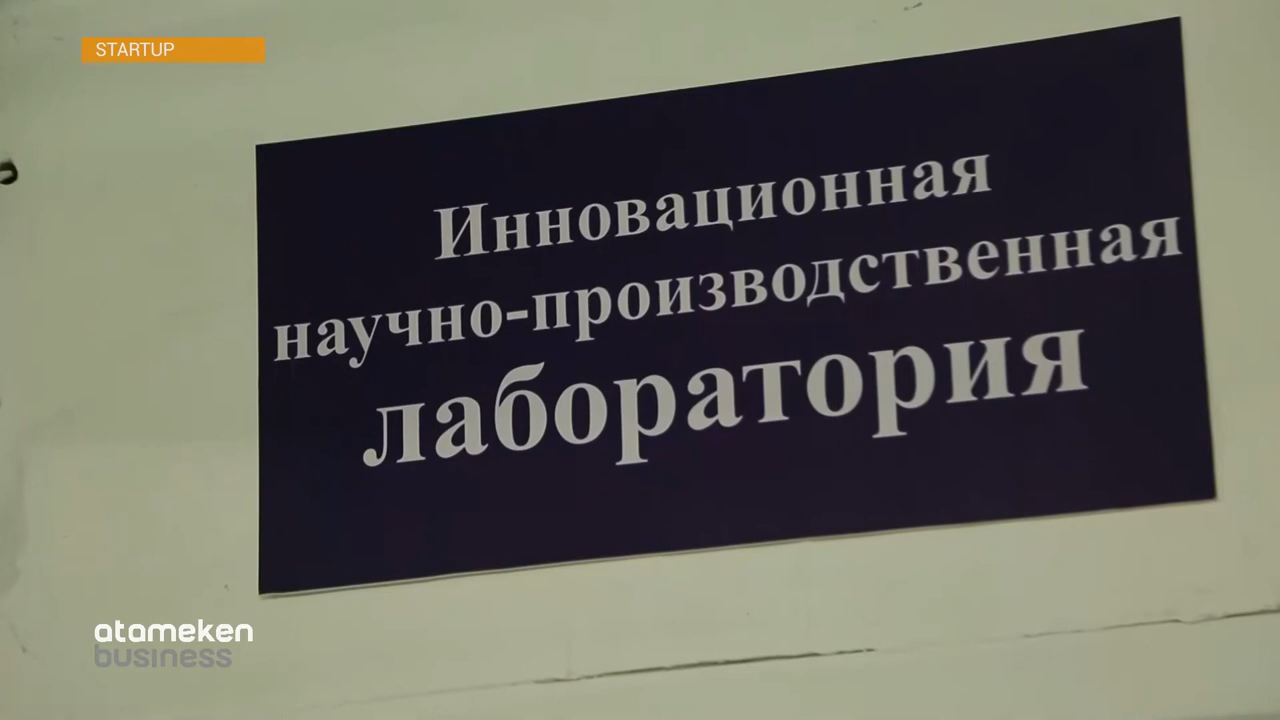 STARTUP
Инновационная
научно-производственная
лаборатория
atameken
business